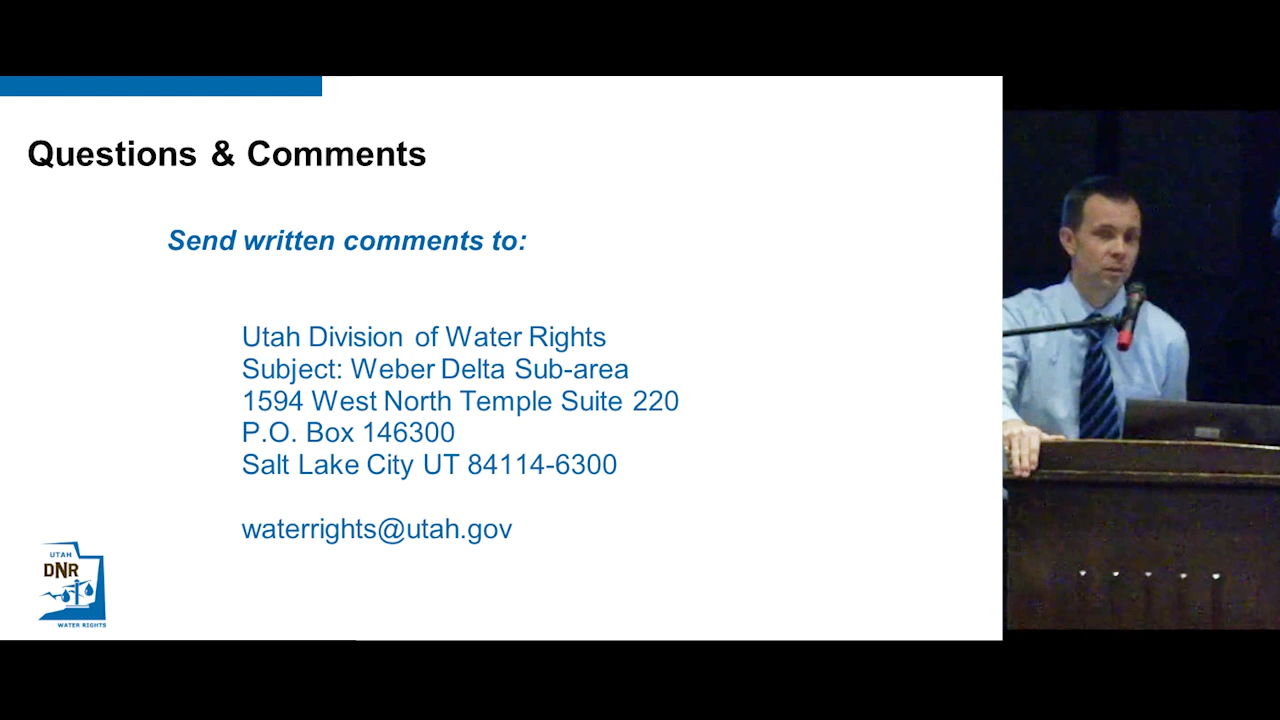 Questions & Comments
Send written comments to:
Utah Division of Water Rights
Subject: Weber Delta Sub-area
1594 West North Temple Suite 220
P.O. Box 146300
Salt Lake City UT 84114-6300
waterrights@utah.gov
UTAH
DNR
WATER RIGHTS